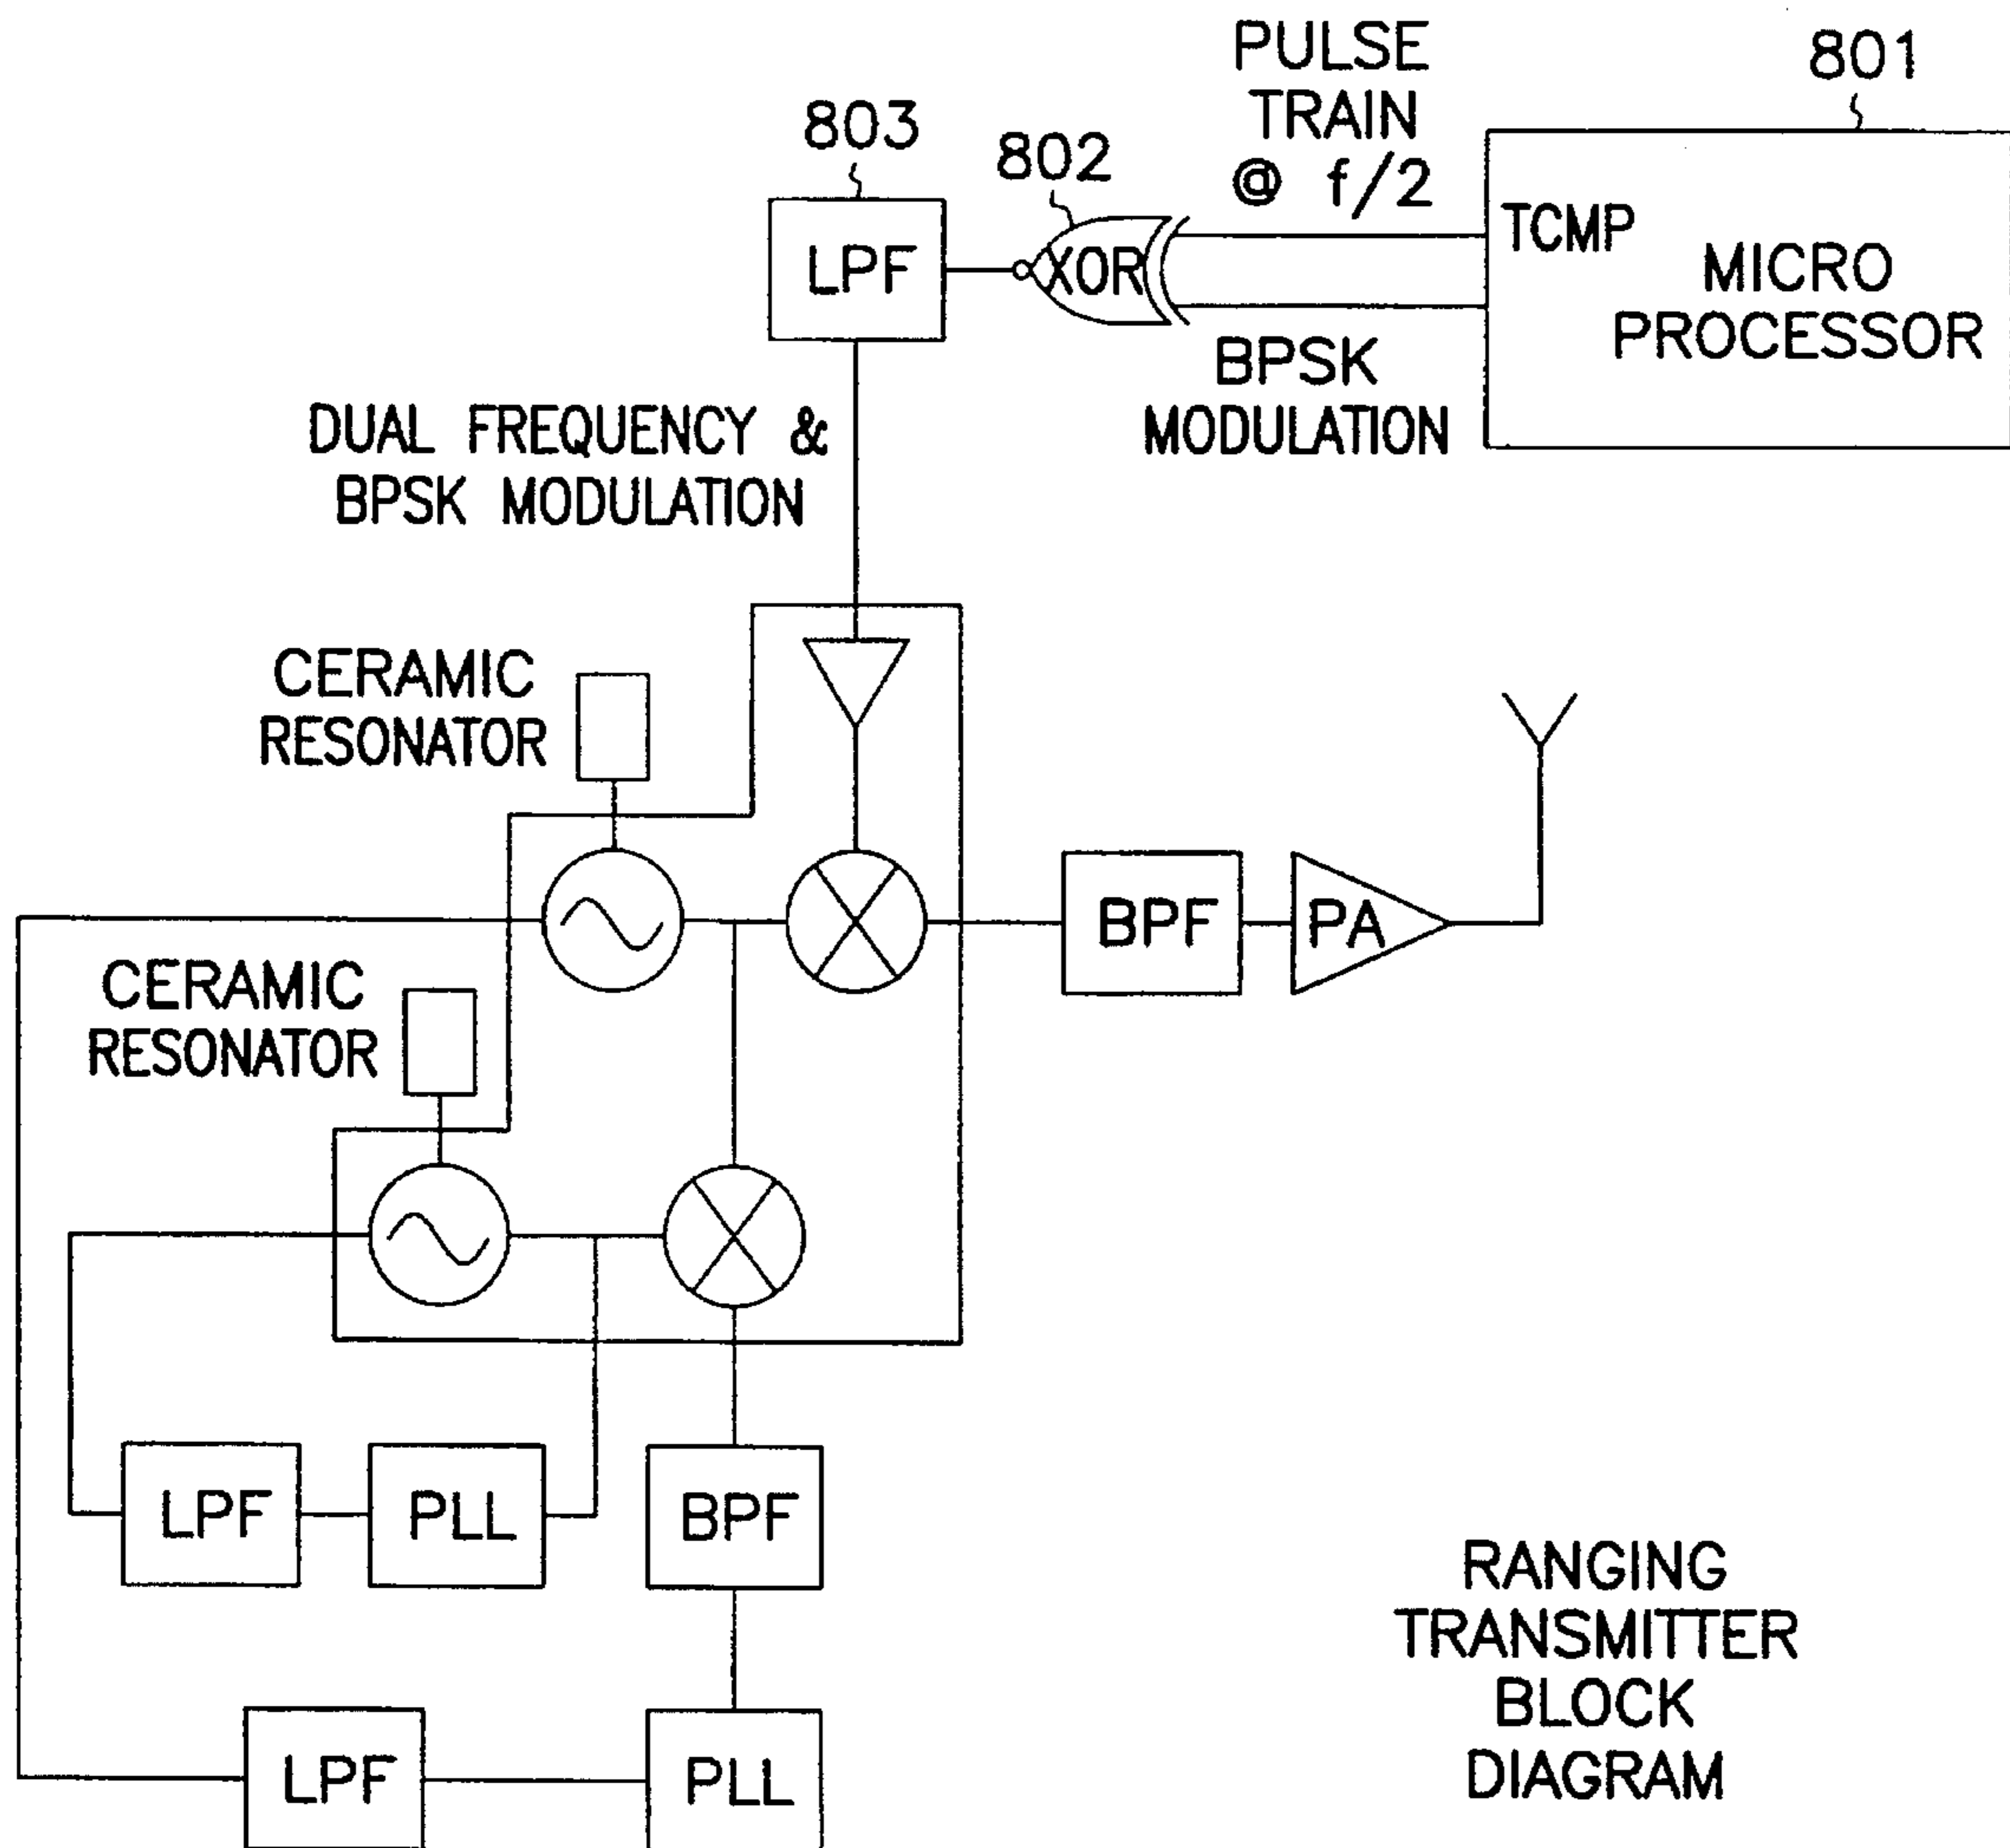 PULSE
TRAIN
@ f/2
801
803
802
LPF
XOR
TCMP
MICRO
PROCESSOR
BPSK
MODULATION
DUAL FREQUENCY &
BPSK MODULATION
CERAMIC
RESONATOR
BPF
PA
CERAMIC
RESONATOR
LPF
PLL
BPF
LPF
PLL
RANGING
TRANSMITTER
BLOCK
DIAGRAM